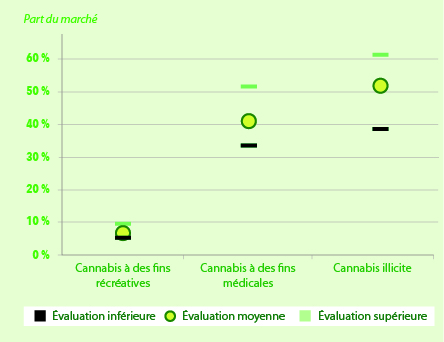 Part du marché
60 %
50 %
40 %
30 %
20 %
10 %
0 %
Cannabis à des fins
récréatives
Cannabis à des fins
médicales
Cannabis illicite
Évaluation inférieure
Évaluation moyenne
Évaluation supérieure